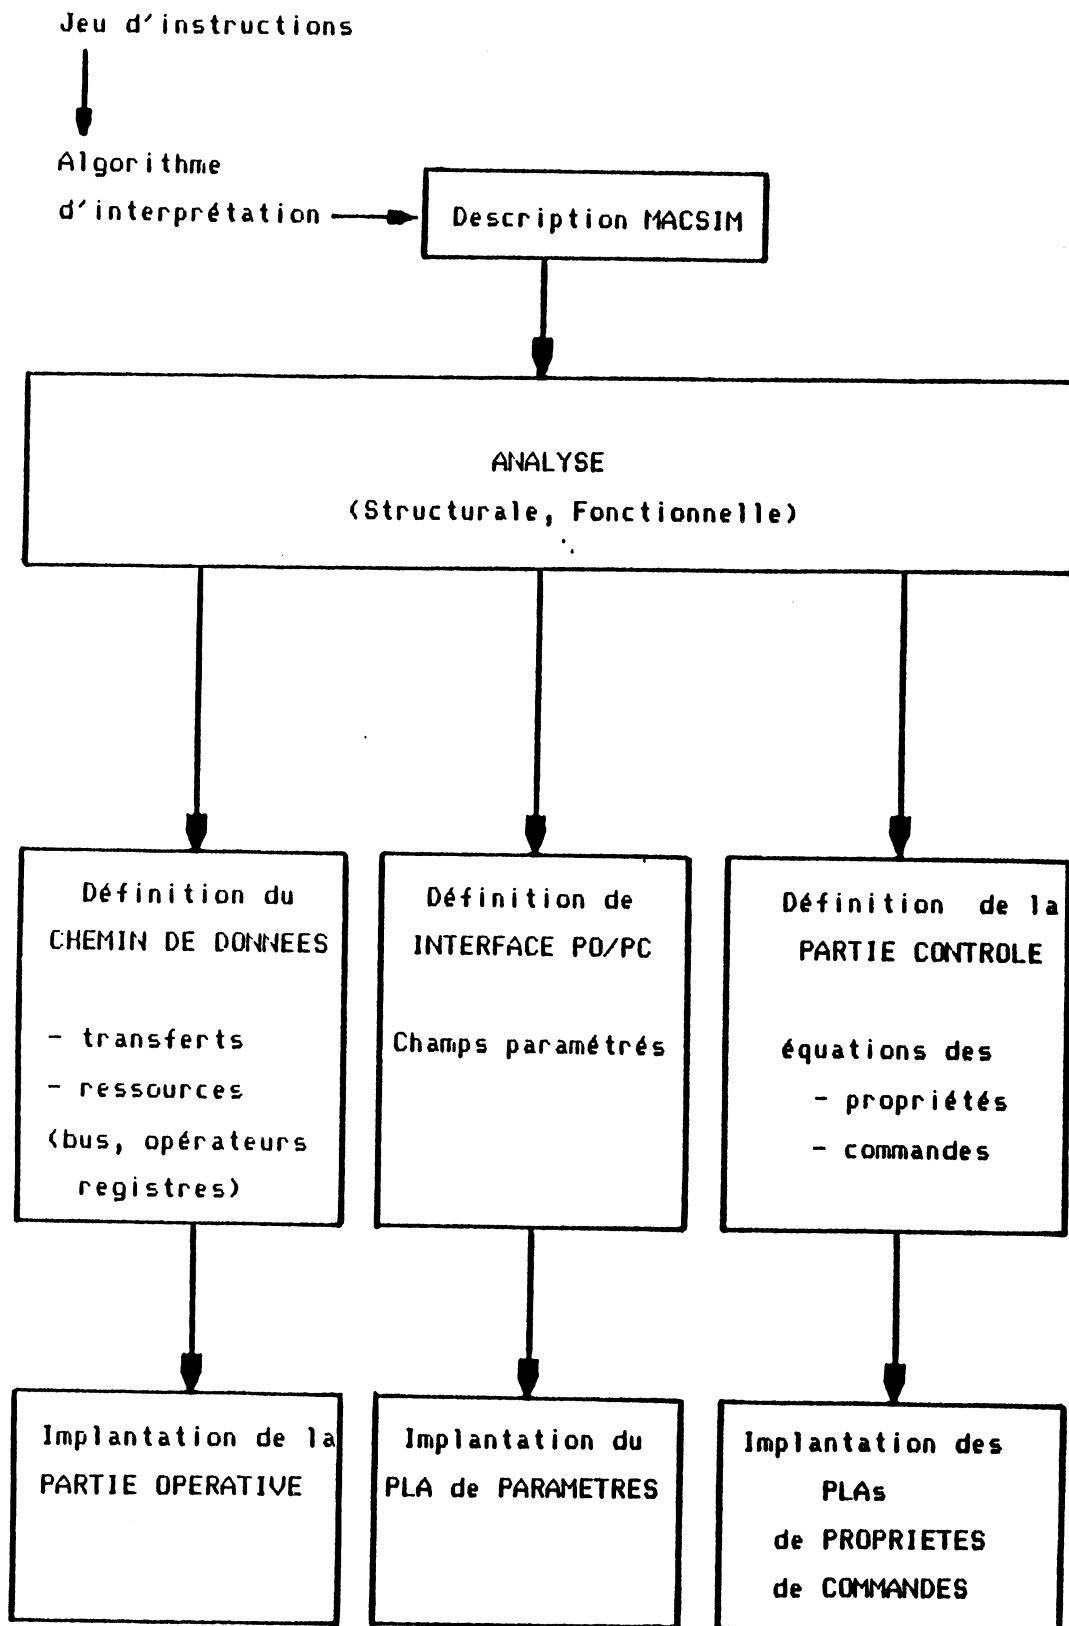 Jeu d'instructions
Algorithme
d'interprétation
Description MACSIM
ANALYSE
(Structurale, Fonctionnelle)
Définition du
CHEMIN DE DONNEES
- transferts
- ressources
(bus, opérateurs
registres)
Définition de
INTERFACE PO/PC
Champs paramétrés
Définition de la
PARTIE CONTROLE
équations des
- propriétés
- commandes
Implantation de la
PARTIE OPERATIVE
Implantation du
PLA de PARAMETRES
Implantation des
PLAs
de PROPRIETES
de COMMANDES